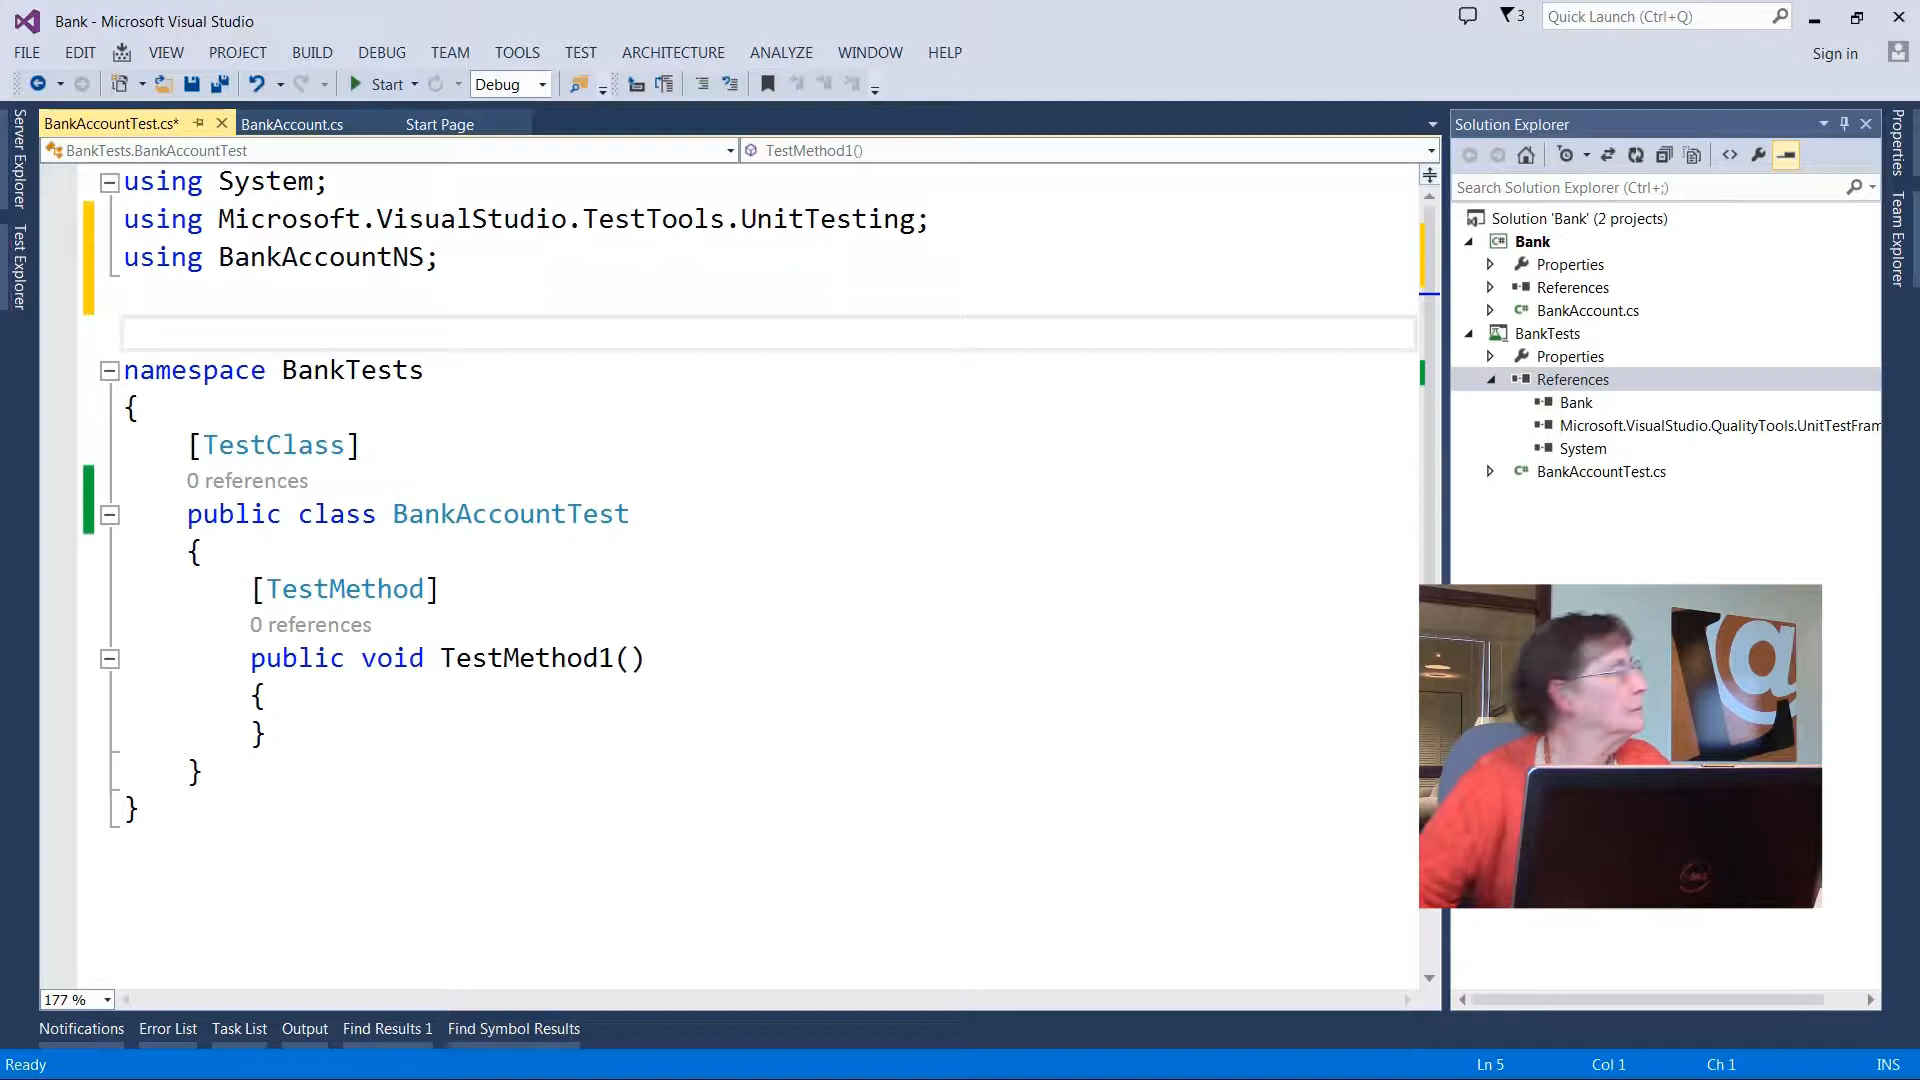 Bank - Microsoft Visual Studio
3
Quick Launch (Ctrl+Q)
FILE EDIT VIEW PROJECT BUILD DEBUG TEAM TOOLS TEST ARCHITECTURE ANALYZE WINDOW HELP
Sign in
Start
Debug
Server Explorer
Test Explorer
BankAccountTest.cs*
BankAccount.cs
Start Page
BankTests.BankAccountTest
TestMethod1()
using System;
using Microsoft.VisualStudio.TestTools.UnitTesting;
using BankAccountNS;
namespace BankTests
{
[TestClass]
0 references
public class BankAccountTest
{
[TestMethod]
0 references
public void TestMethod1()
{
}
}
}
177 %
Solution Explorer
Search Solution Explorer (Ctrl+;)
Solution 'Bank' (2 projects)
Bank
Properties
References
BankAccount.cs
BankTests
Properties
References
Bank
Microsoft.VisualStudio.QualityTools.UnitTestFram
System
BankAccountTest.cs
Properties
Team Explorer
@
DELL
Notifications Error List Task List Output Find Results 1 Find Symbol Results
Ready
Ln 5
Col 1
Ch 1
INS